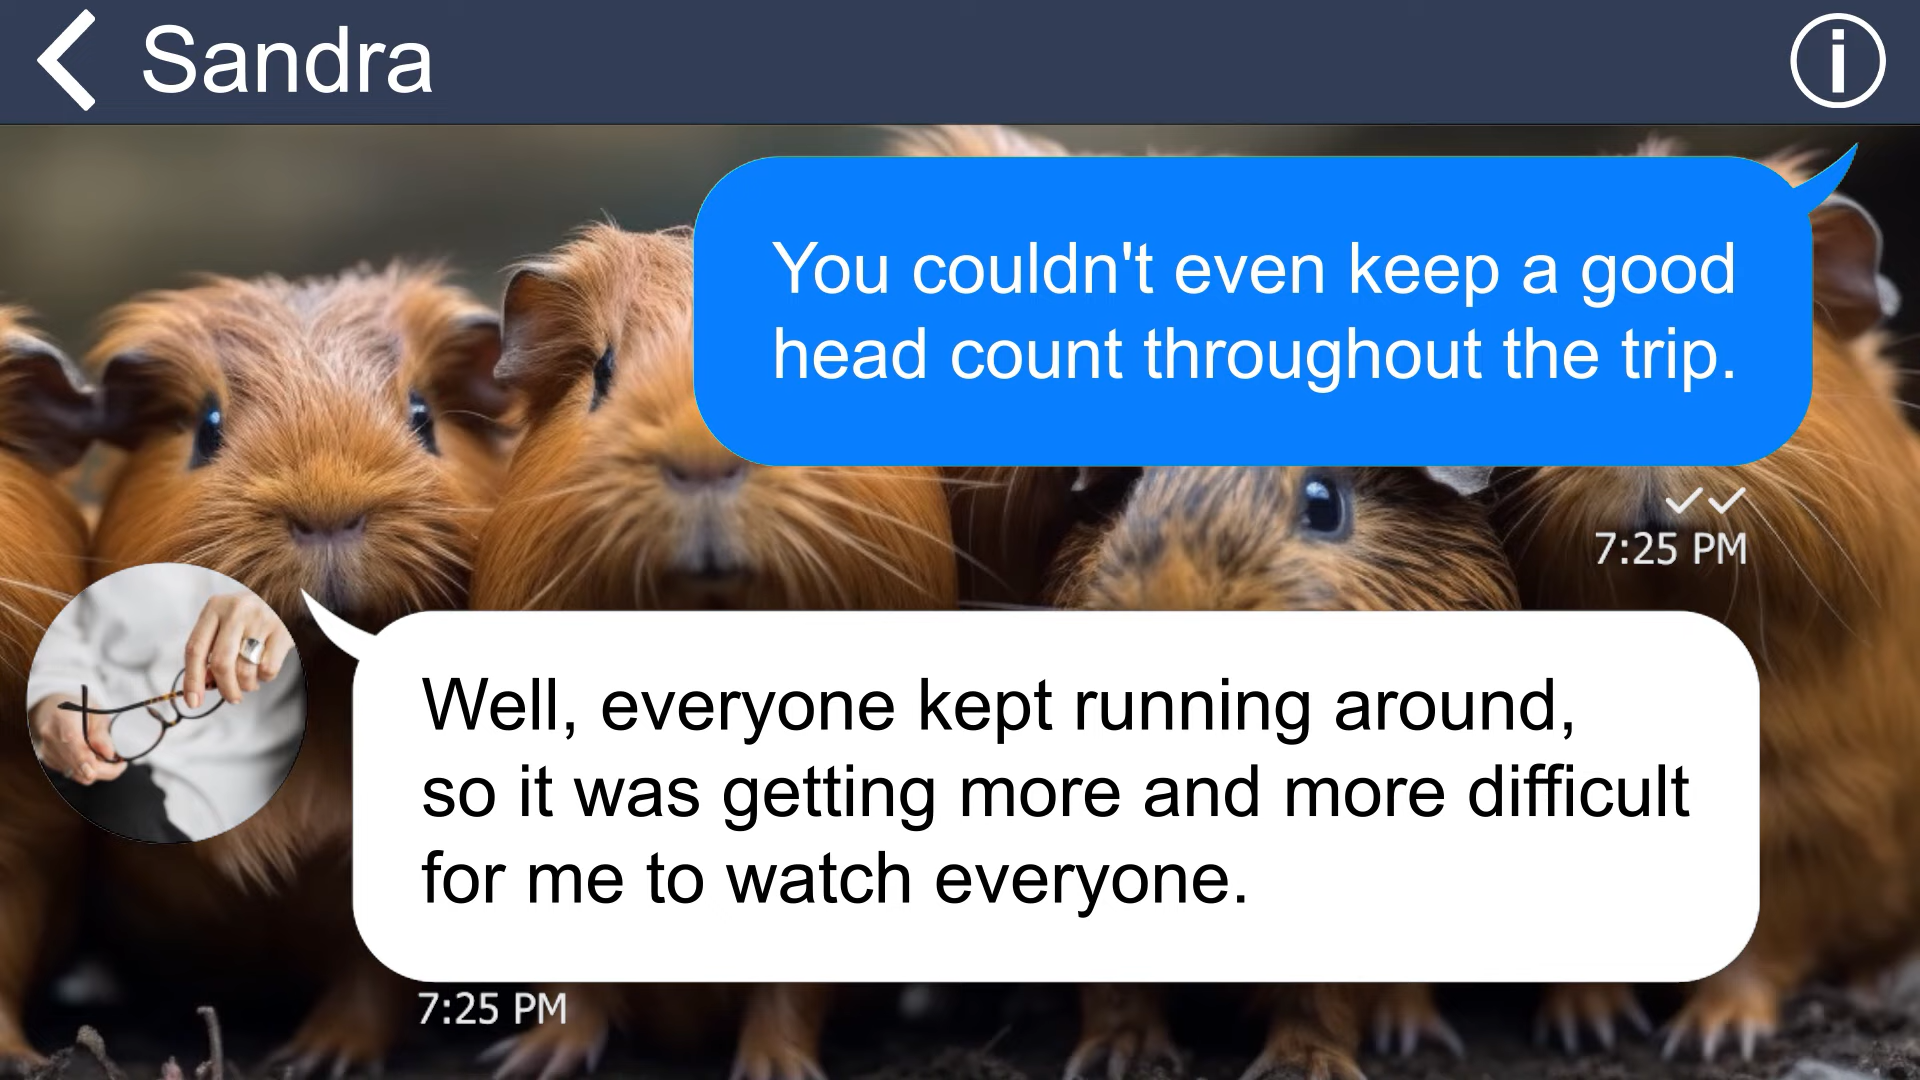 Sandra
You couldn't even keep a good
head count throughout the trip.
7:25 PM
Well, everyone kept running around,
so it was getting more and more difficult
for me to watch everyone.
7:25 PM